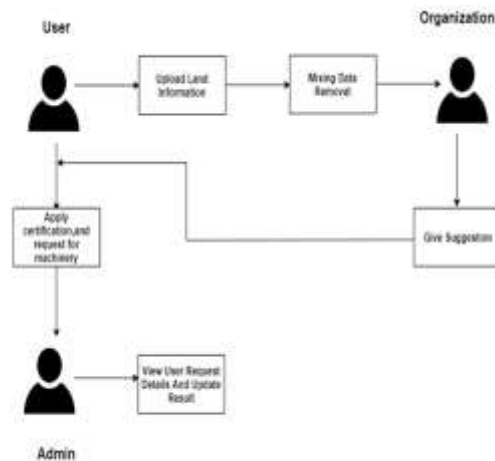 Organization
User
Upload Land
Information
Mixing Data
Removal
Apply
certification,and
request for
machinery
Give Suggestion
View User Request
Details And Update
Result
Admin